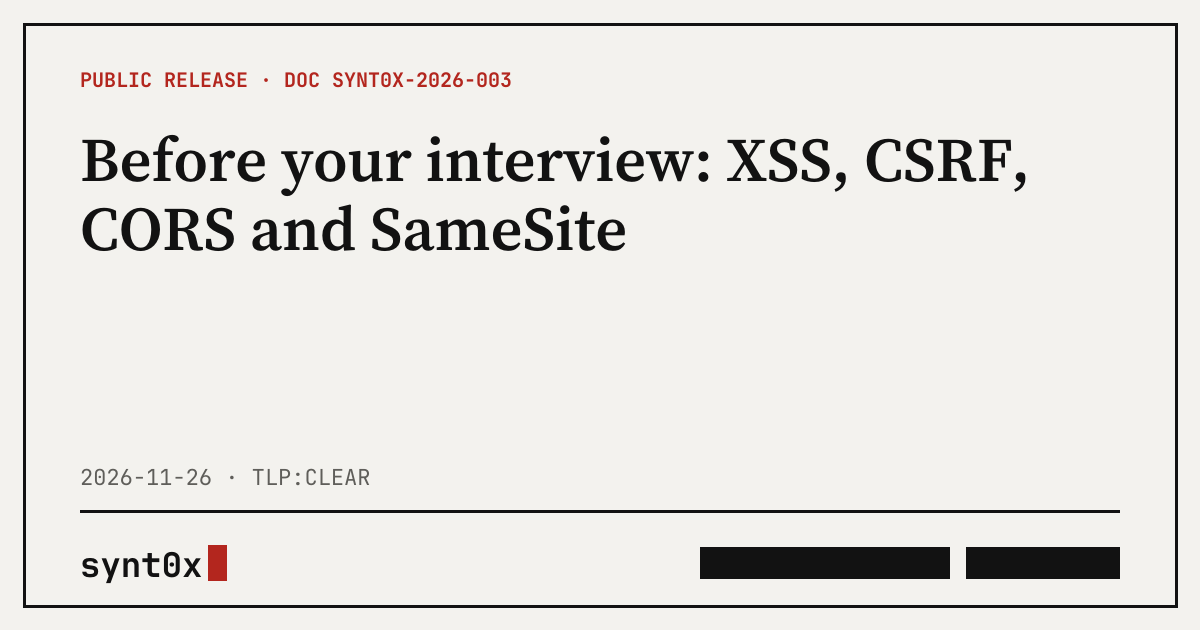 PUBLIC RELEASE · DOC SYNT0X-2026-003
Before your interview: XSS, CSRF,
CORS and SameSite
2026-11-26 · TLP:CLEAR
synt0x